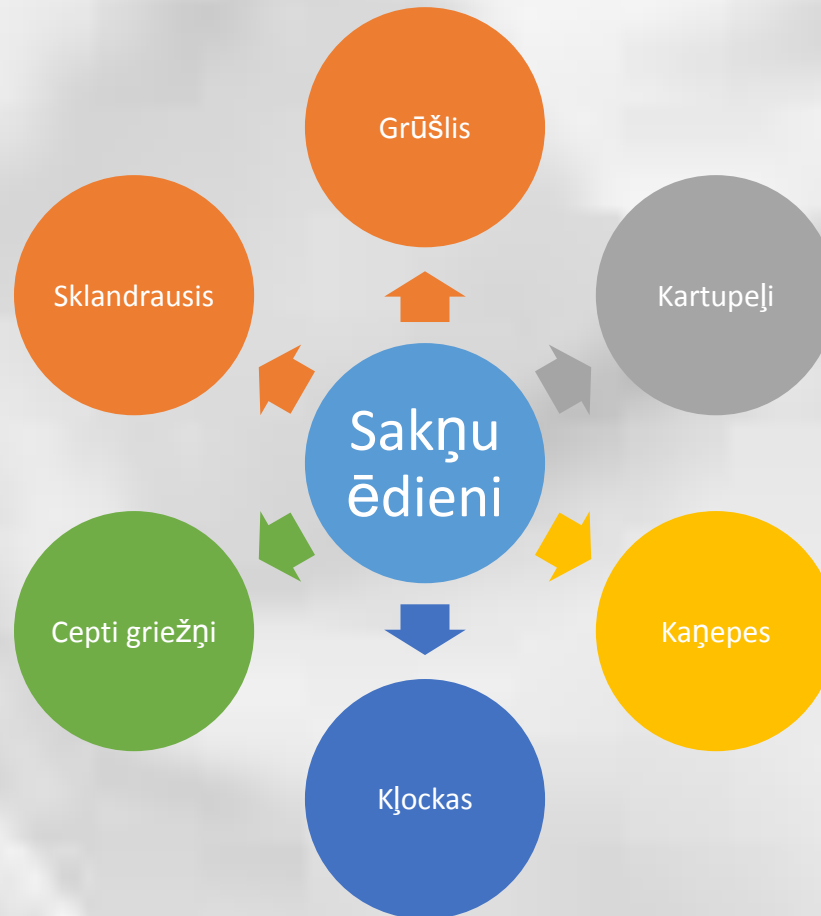 Grūšlis
Sklandrausis
Kartupeļi
Sakņu
ēdieni
Cepti griežņi
Kaņepes
Kļockas